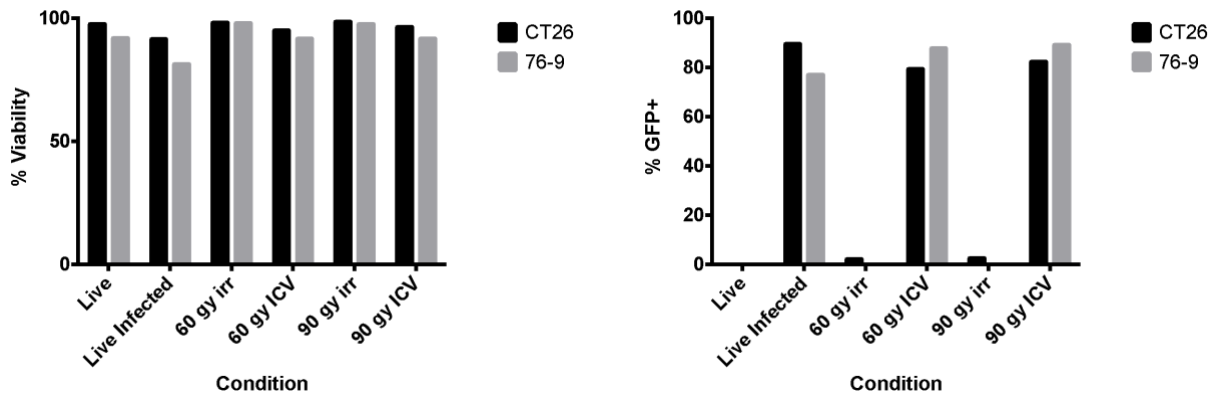 100
50
0
% Viability
Live
Live Infected
60 gy irr
60 gy ICV
90 gy irr
90 gy ICV
Condition
CT26
76-9
100
80
60
40
20
0
% GFP+
Live
Live Infected
60 gy irr
60 gy ICV
90 gy irr
90 gy ICV
Condition
CT26
76-9